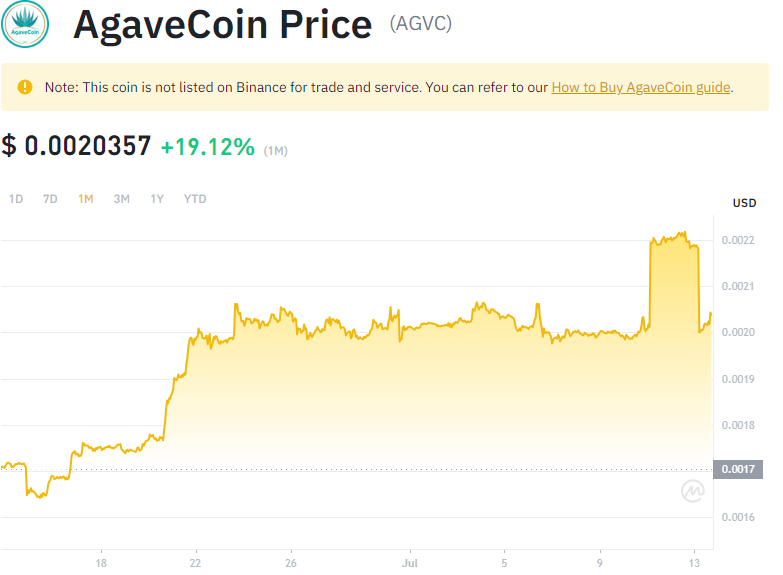 AgaveCoin
AgaveCoin Price (AGVC)
Note: This coin is not listed on Binance for trade and service. You can refer to our How to Buy AgaveCoin guide.
$ 0.0020357 +19.12% (1M)
1D 7D 1M 3M 1Y YTD
USD
0.0022
0.0021
0.0020
0.0019
0.0018
0.0017
0.0016
18 22 26 Jul 5 9 13